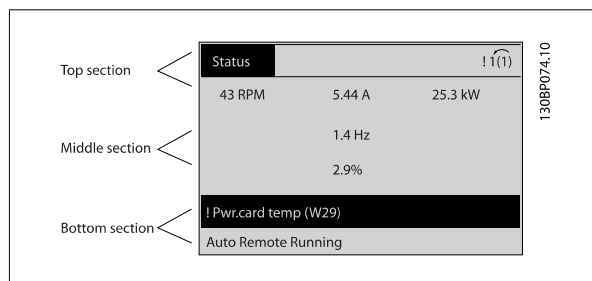 Top section
Middle section
Bottom section
Status
! 1(1)
43 RPM 5.44 A 25.3 kW
1.4 Hz
2.9%
! Pwr.card temp (W29)
Auto Remote Running
130BP074.10